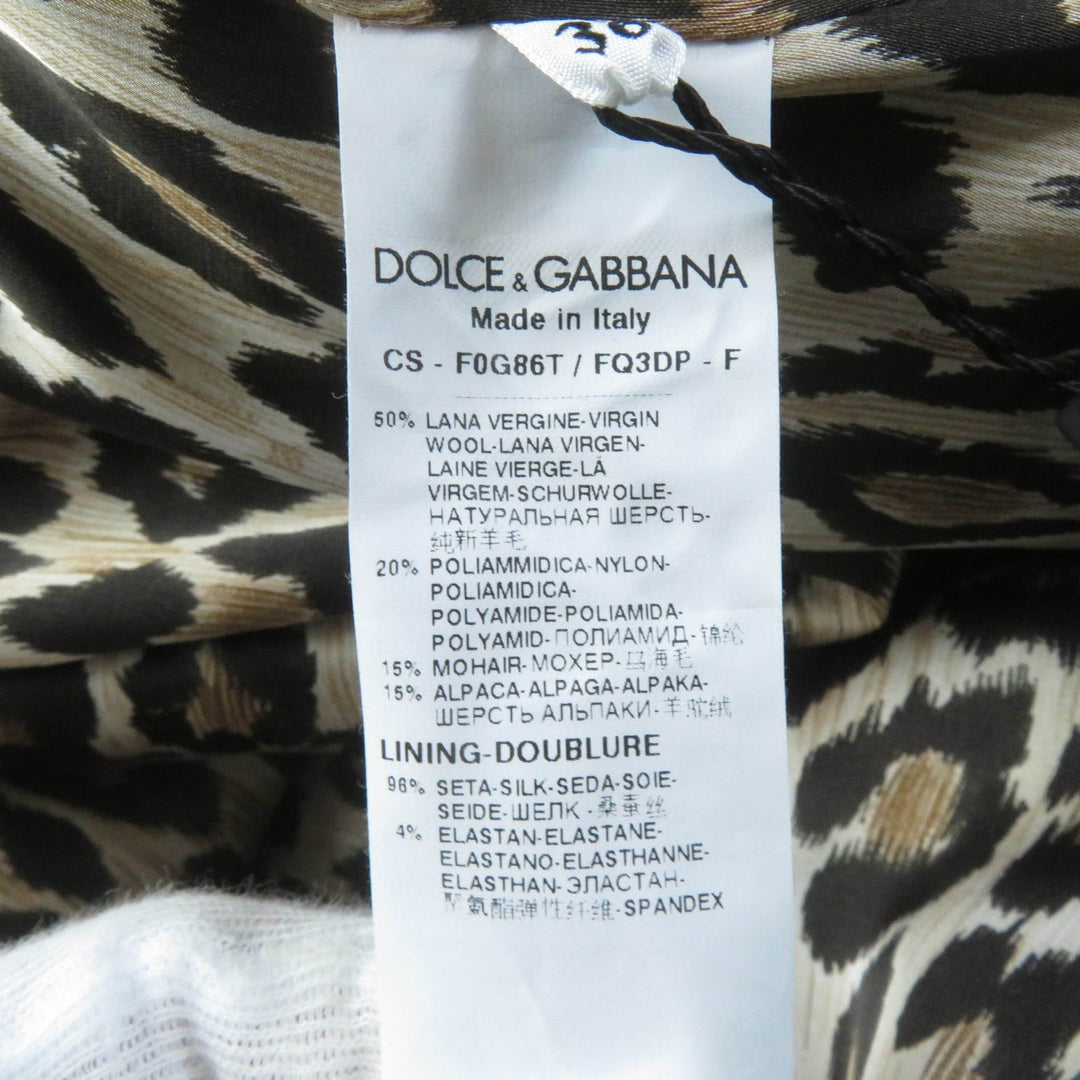 36
DOLCE & GABBANA
Made in Italy
CS - F0G86T / FQ3DP - F
50% LANA VERGINE-VIRGIN
WOOL-LANA VIRGEN-
LAINE VIERGE-LÃ
VIRGEM-SCHURWOLLE-
НАТУРАЛЬНАЯ ШЕРСТЬ-
纯新羊毛
20% POLIAMMIDICA-NYLON-
POLIAMIDICA-
POLYAMIDE-POLIAMIDA-
POLYAMID-ПОЛИАМИД-锦纶
15% MOHAIR-МОХЕР-马海毛
15% ALPACA-ALPAGA-ALPAKA-
ШЕРСТЬ АЛЬПАКИ-羊驼绒
LINING-DOUBLURE
96% SETA-SILK-SEDA-SOIE-
SEIDE-ШЕЛК-桑蚕丝
4% ELASTAN-ELASTANE-
ELASTANO-ELASTHANNE-
ELASTHAN-ЭЛАСТАН-
聚氨酯弹性纤维-SPANDEX